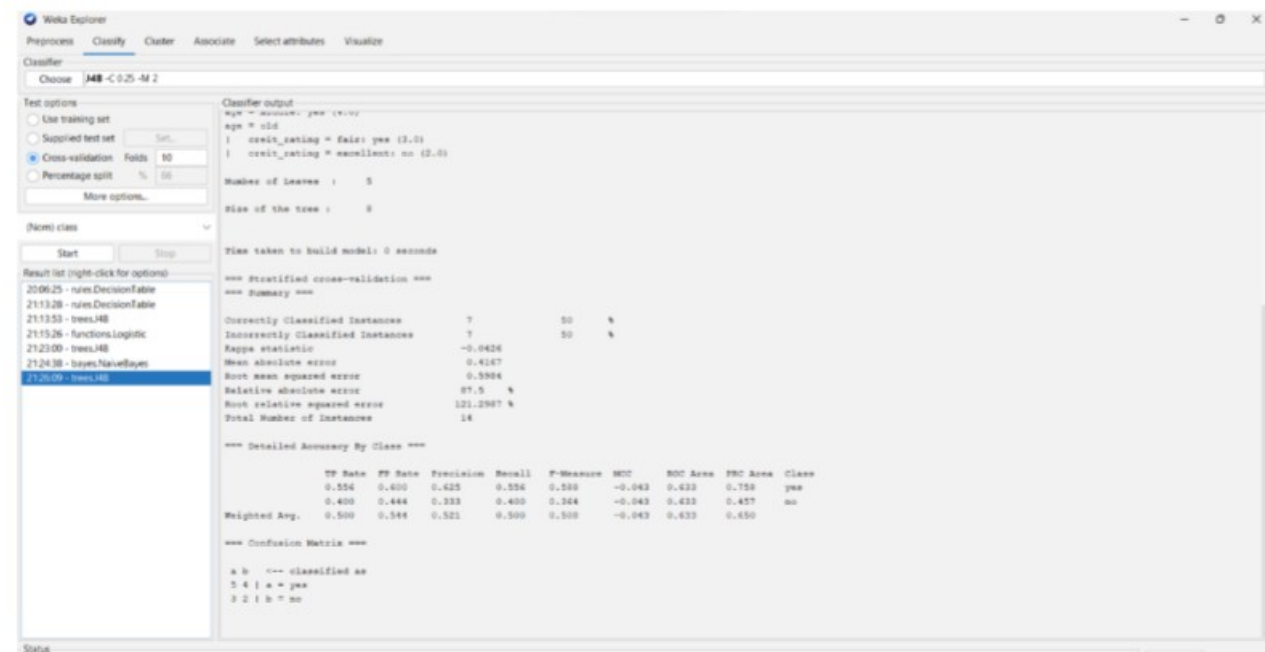 Weka Explorer
Preprocess Classify Cluster Associate Select attributes Visualize
Classifier
Choose J48 -C 0.25 -M 2
Test options
Use training set
Supplied test set Set...
Cross-validation Folds 10
Percentage split % 66
More options...
(Nom) class
Start Stop
Result list (right-click for options)
20:06:25 - rules.DecisionTable
21:13:28 - rules.DecisionTable
21:13:53 - trees.J48
21:15:26 - functions.Logistic
21:23:00 - trees.J48
21:24:38 - bayes.NaiveBayes
21:26:09 - trees.J48
Classifier output
age = middle: yes (4.0)
age = old
| creit_rating = fair: yes (3.0)
| creit_rating = excellent: no (2.0)
Number of Leaves : 5
Size of the tree : 8
Time taken to build model: 0 seconds
=== Stratified cross-validation ===
=== Summary ===
Correctly Classified Instances 7 50 %
Incorrectly Classified Instances 7 50 %
Kappa statistic -0.0426
Mean absolute error 0.4167
Root mean squared error 0.5984
Relative absolute error 87.5 %
Root relative squared error 121.2987 %
Total Number of Instances 14
=== Detailed Accuracy By Class ===
TP Rate FP Rate Precision Recall F-Measure MCC ROC Area PRC Area Class
0.556 0.600 0.625 0.556 0.588 -0.043 0.633 0.758 yes
0.400 0.444 0.333 0.400 0.364 -0.043 0.633 0.457 no
Weighted Avg. 0.500 0.544 0.521 0.500 0.508 -0.043 0.633 0.650
=== Confusion Matrix ===
a b <-- classified as
5 4 | a = yes
3 2 | b = no
Status